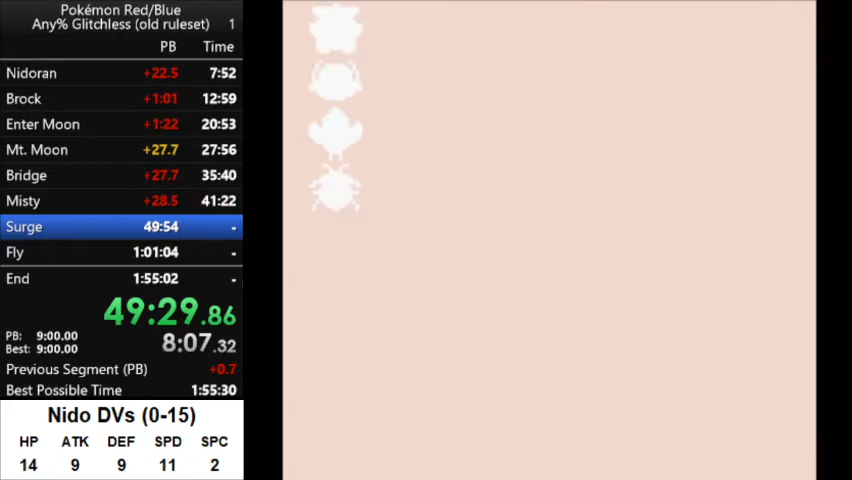 Pokémon Red/Blue
Any% Glitchless (old ruleset) 1
PB Time
Nidoran +22.5 7:52
Brock +1:01 12:59
Enter Moon +1:22 20:53
Mt. Moon +27.7 27:56
Bridge +27.7 35:40
Misty +28.5 41:22
Surge 49:54 -
Fly 1:01:04 -
End 1:55:02 -
49:29.86
PB: 9:00.00
Best: 9:00.00
8:07.32
Previous Segment (PB) +0.7
Best Possible Time 1:55:30
Nido DVs (0-15)
HP ATK DEF SPD SPC
14 9 9 11 2